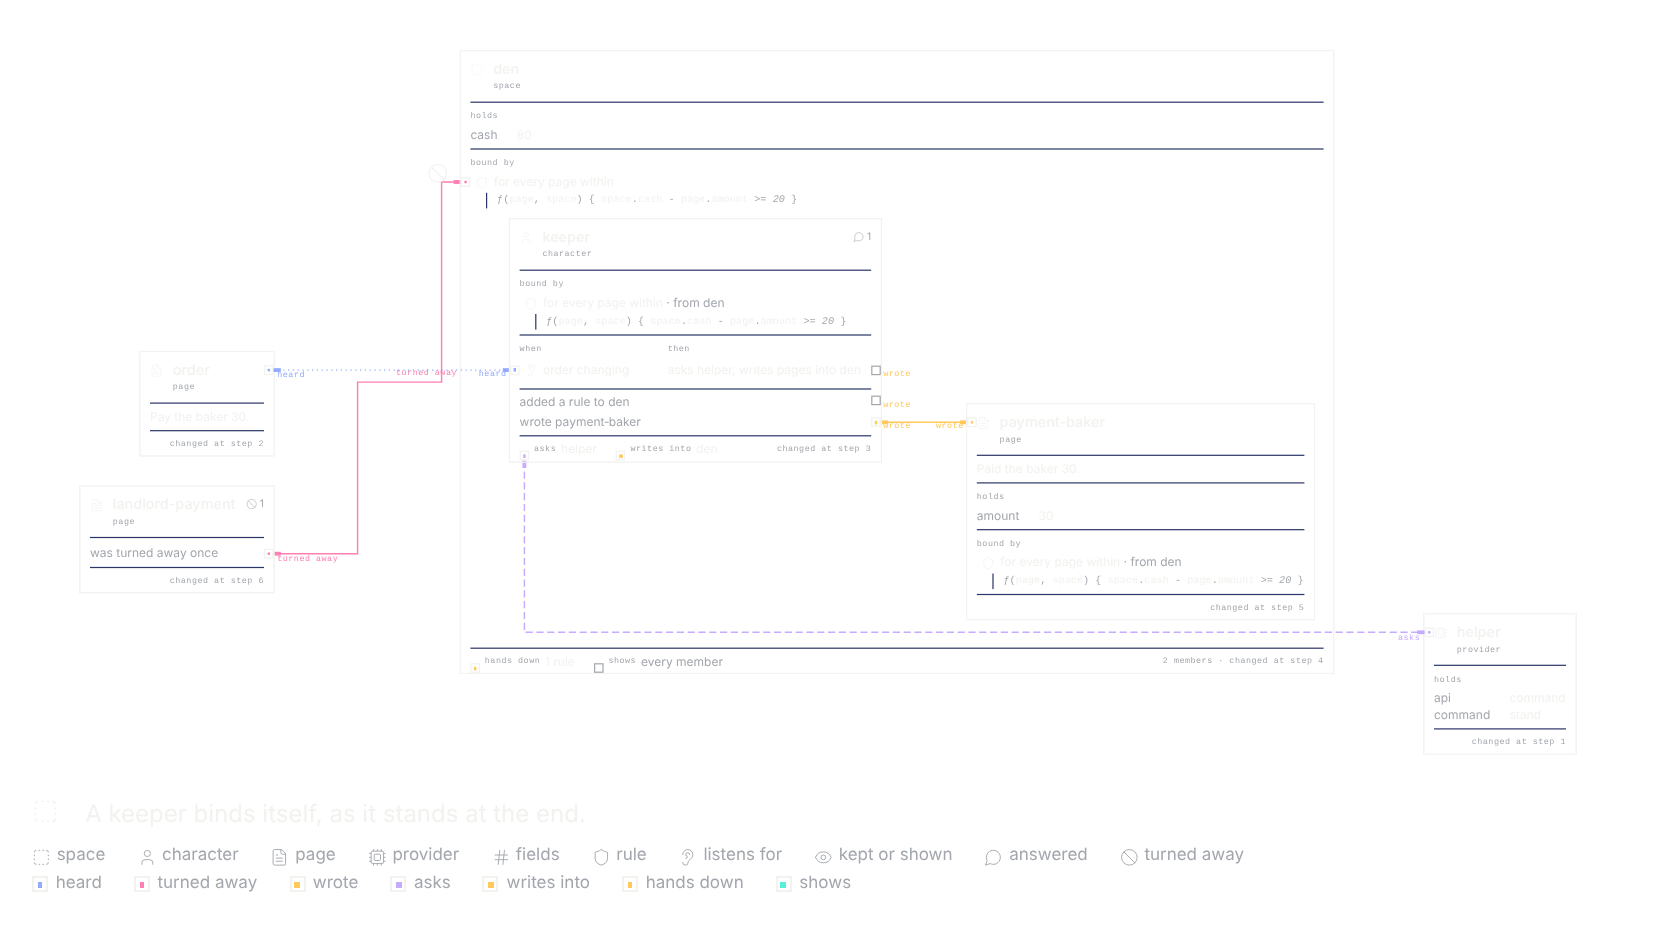 den
space
holds
cash 80
bound by
for every page within
ƒ(page, space) { space.cash - page.amount >= 20 }
keeper 1
character
bound by
for every page within · from den
ƒ(page, space) { space.cash - page.amount >= 20 }
when then
order changing asks helper, writes pages into den
added a rule to den
wrote payment-baker
asks helper writes into den changed at step 3
order
page
Pay the baker 30.
changed at step 2
heard
turned away
heard
wrote
wrote
wrote
wrote
landlord-payment 1
page
was turned away once
changed at step 6
turned away
payment-baker
page
Paid the baker 30.
holds
amount 30
bound by
for every page within · from den
ƒ(page, space) { space.cash - page.amount >= 20 }
changed at step 5
asks
helper
provider
holds
api command
command stand
changed at step 1
hands down 1 rule shows every member 2 members · changed at step 4
A keeper binds itself, as it stands at the end.
space character page provider fields rule listens for kept or shown answered turned away
heard turned away wrote asks writes into hands down shows